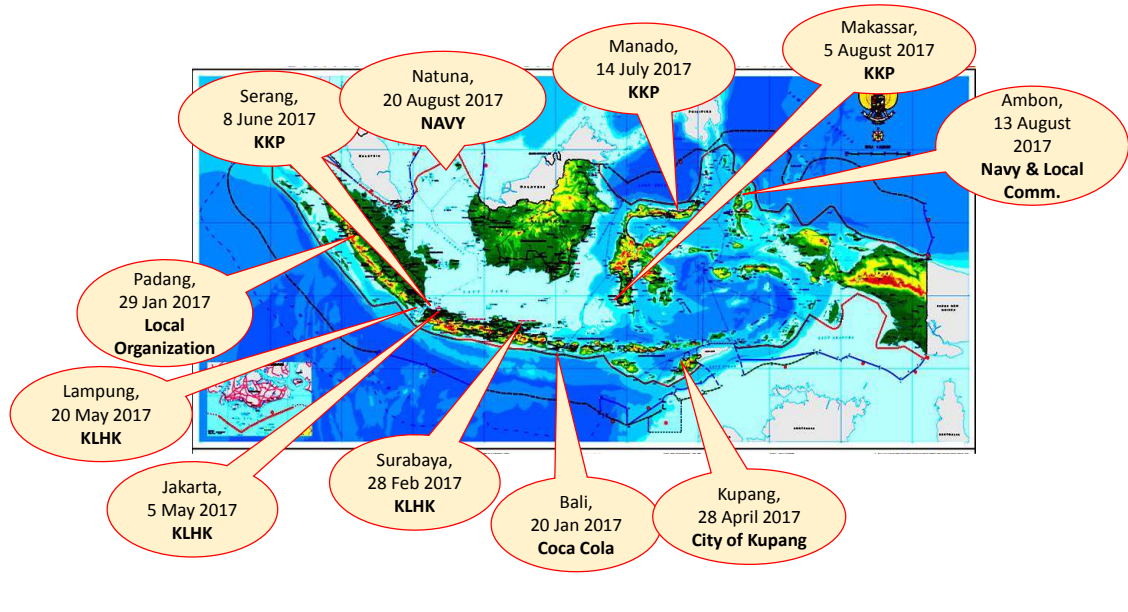 Makassar,
5 August 2017
KKP
Manado,
14 July 2017
KKP
Natuna,
20 August 2017
NAVY
Serang,
8 June 2017
KKP
Ambon,
13 August
2017
Navy & Local
Comm.
MALAYSIA
Padang,
29 Jan 2017
Local
Organization
Lampung,
20 May 2017
KLHK
Jakarta,
5 May 2017
KLHK
Surabaya,
28 Feb 2017
KLHK
Bali,
20 Jan 2017
Coca Cola
Kupang,
28 April 2017
City of Kupang
AUSTRALIA